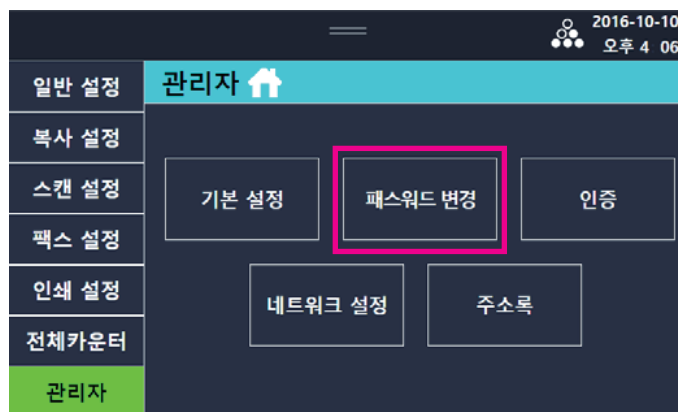 2016-10-10
오후 4 06
일반 설정
관리자
복사 설정
스캔 설정
기본 설정
패스워드 변경
인증
팩스 설정
인쇄 설정
네트워크 설정
주소록
전체카운터
관리자